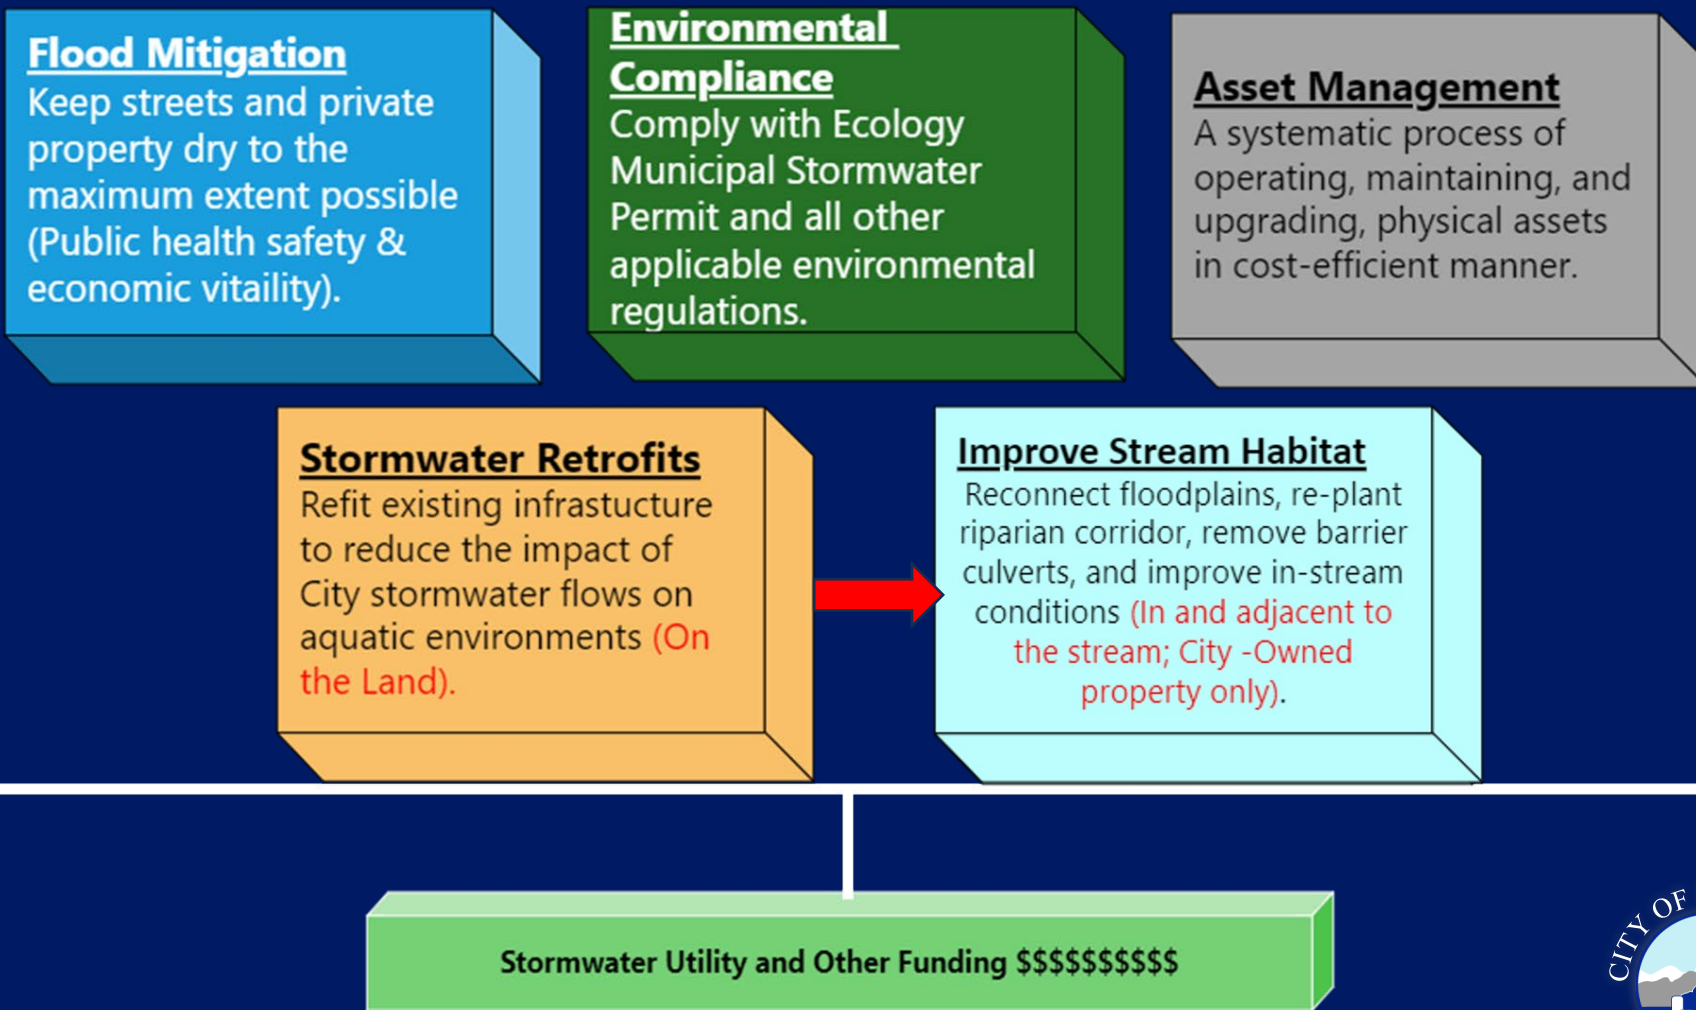 Flood Mitigation
Keep streets and private
property dry to the
maximum extent possible
(Public health safety &
economic vitaility).
Environmental
Compliance
Comply with Ecology
Municipal Stormwater
Permit and all other
applicable environmental
regulations.
Asset Management
A systematic process of
operating, maintaining, and
upgrading, physical assets
in cost-efficient manner.
Stormwater Retrofits
Refit existing infrastucture
to reduce the impact of
City stormwater flows on
aquatic environments (On
the Land).
Improve Stream Habitat
Reconnect floodplains, re-plant
riparian corridor, remove barrier
culverts, and improve in-stream
conditions (In and adjacent to
the stream; City -Owned
property only).
Stormwater Utility and Other Funding $$$$$$$$$$
CITY OF